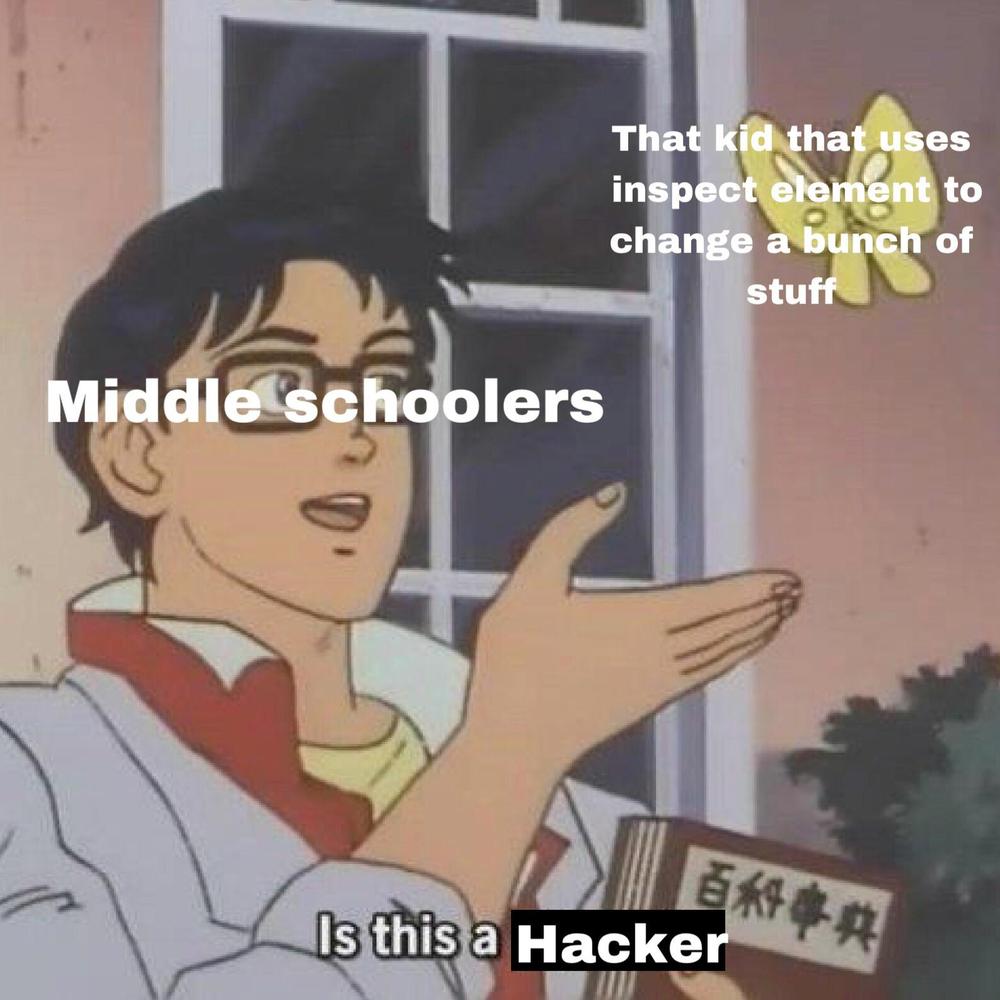 That kid that uses
inspect element to
change a bunch of
stuff
Middle schoolers
百科事典
Is this a Hacker